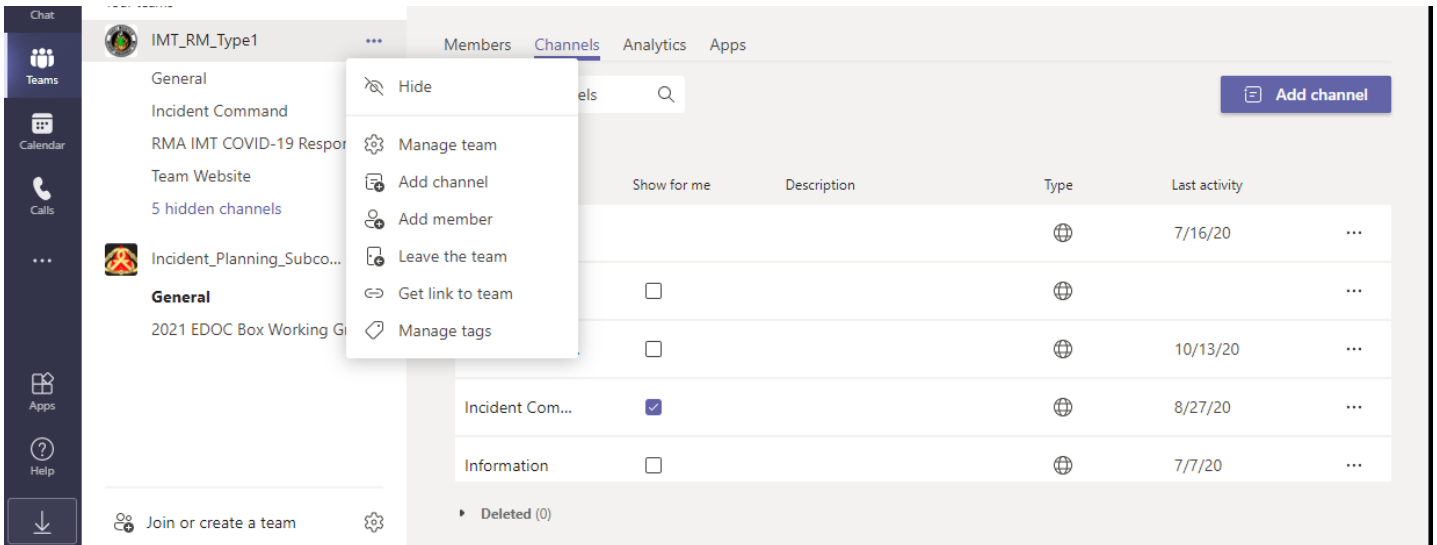 Chat
Teams
Calendar
Calls
Apps
Help
IMT_RM_Type1
General
Incident Command
RMA IMT COVID-19 Respor
Team Website
5 hidden channels
Incident_Planning_Subco...
General
2021 EDOC Box Working
Join or create a team
Hide
Manage team
Add channel
Add member
Leave the team
Get link to team
Manage tags
Members Channels Analytics Apps
els
Add channel
Show for me Description Type Last activity
7/16/20
10/13/20
Incident Com... 8/27/20
Information 7/7/20
Deleted (0)